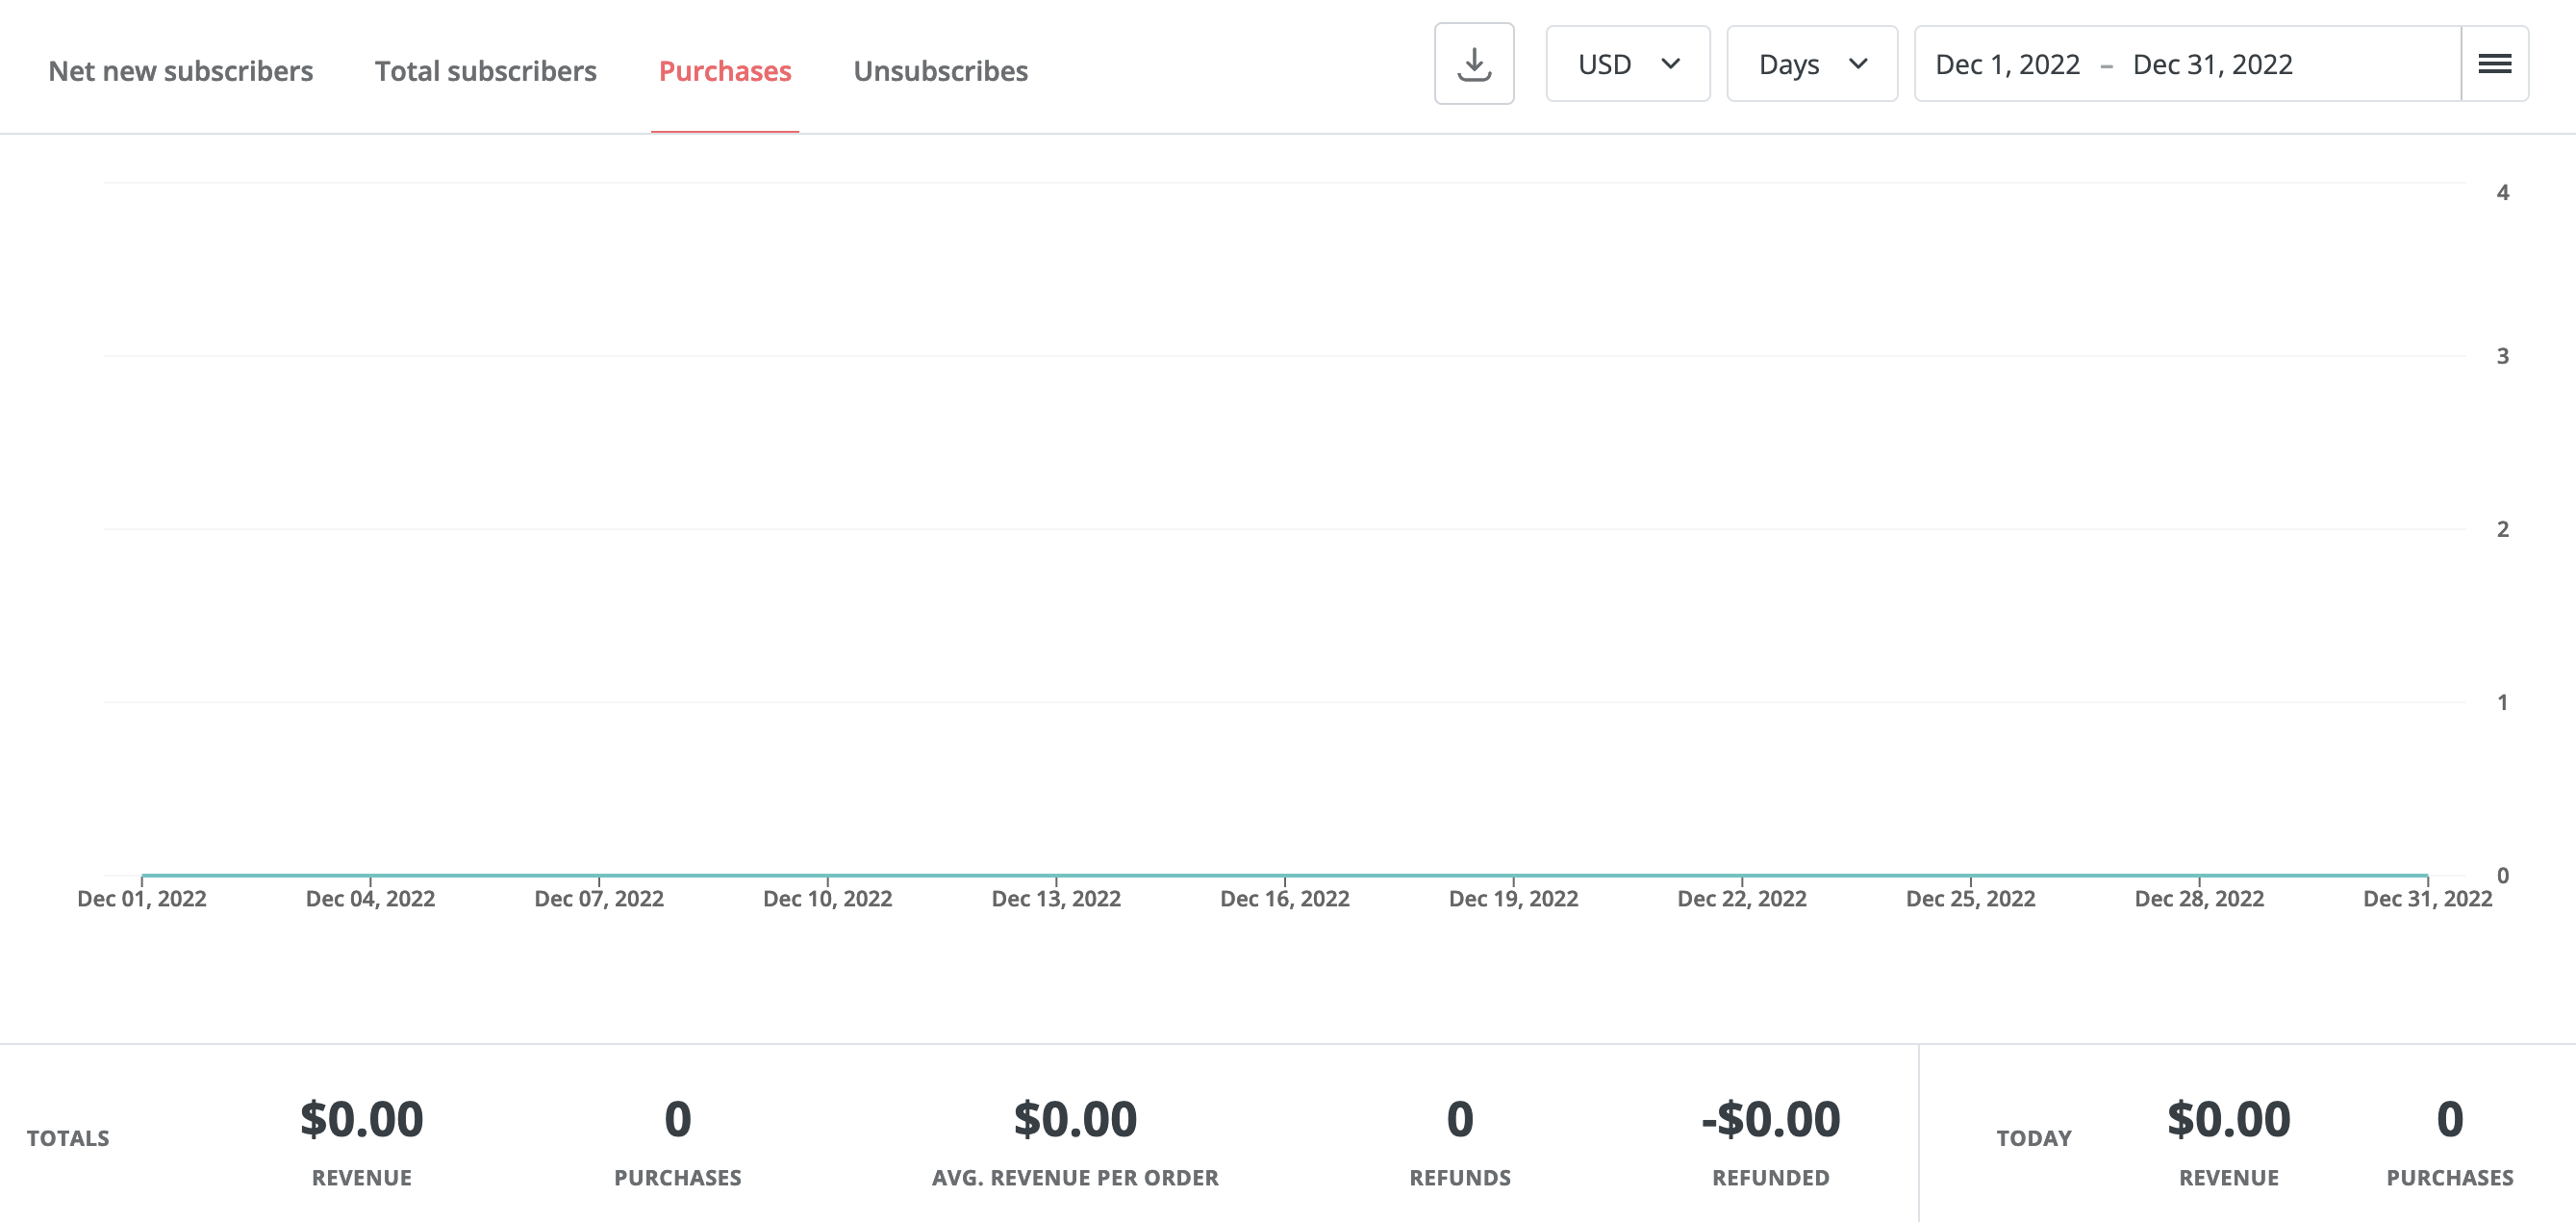 Net new subscribers Total subscribers Purchases Unsubscribes USD Days Dec 1, 2022 – Dec 31, 2022
4
3
2
1
0
Dec 01, 2022 Dec 04, 2022 Dec 07, 2022 Dec 10, 2022 Dec 13, 2022 Dec 16, 2022 Dec 19, 2022 Dec 22, 2022 Dec 25, 2022 Dec 28, 2022 Dec 31, 2022
TOTALS
$0.00
REVENUE
0
PURCHASES
$0.00
AVG. REVENUE PER ORDER
0
REFUNDS
-$0.00
REFUNDED
TODAY
$0.00
REVENUE
0
PURCHASES